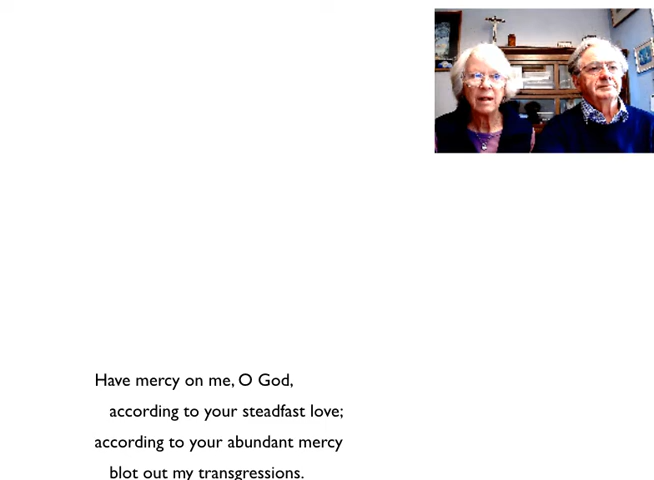 Have mercy on me, O God,
according to your steadfast love;
according to your abundant mercy
blot out my transgressions.